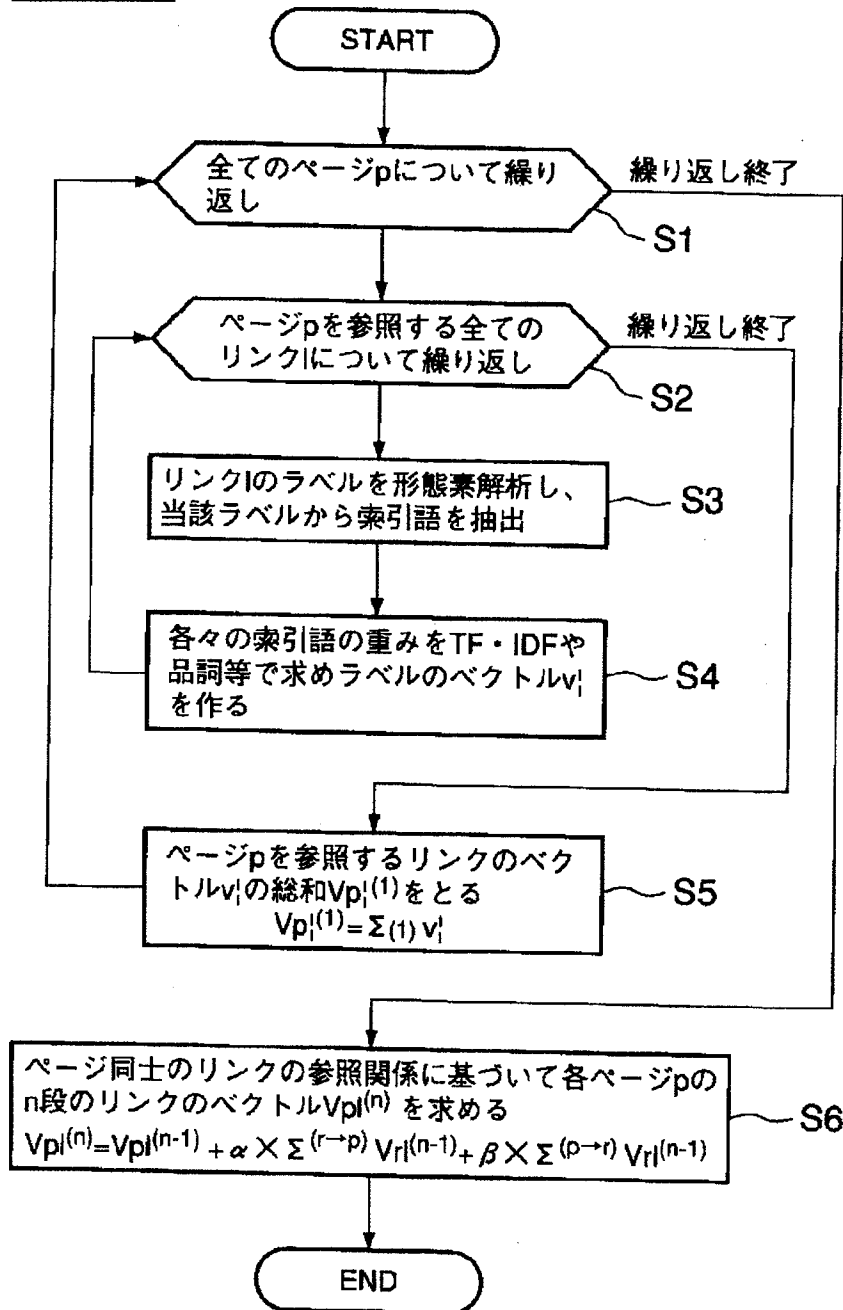 START
全てのページpについて繰り
返し
繰り返し終了
S1
ページpを参照する全ての
リンクlについて繰り返し
繰り返し終了
S2
リンクlのラベルを形態素解析し、
当該ラベルから索引語を抽出
S3
各々の索引語の重みをTF・IDFや
品詞等で求めラベルのベクトルv¦
を作る
S4
ページpを参照するリンクのベク
トルv¦の総和Vp¦(1)をとる
Vp¦(1)=Σ(1) v¦
S5
ページ同士のリンクの参照関係に基づいて各ページpの
n段のリンクのベクトルVpl(n) を求める
Vpl(n)=Vpl(n-1)+α×Σ(r→p) Vrl(n-1)+β×Σ(p→r) Vrl(n-1)
S6
END